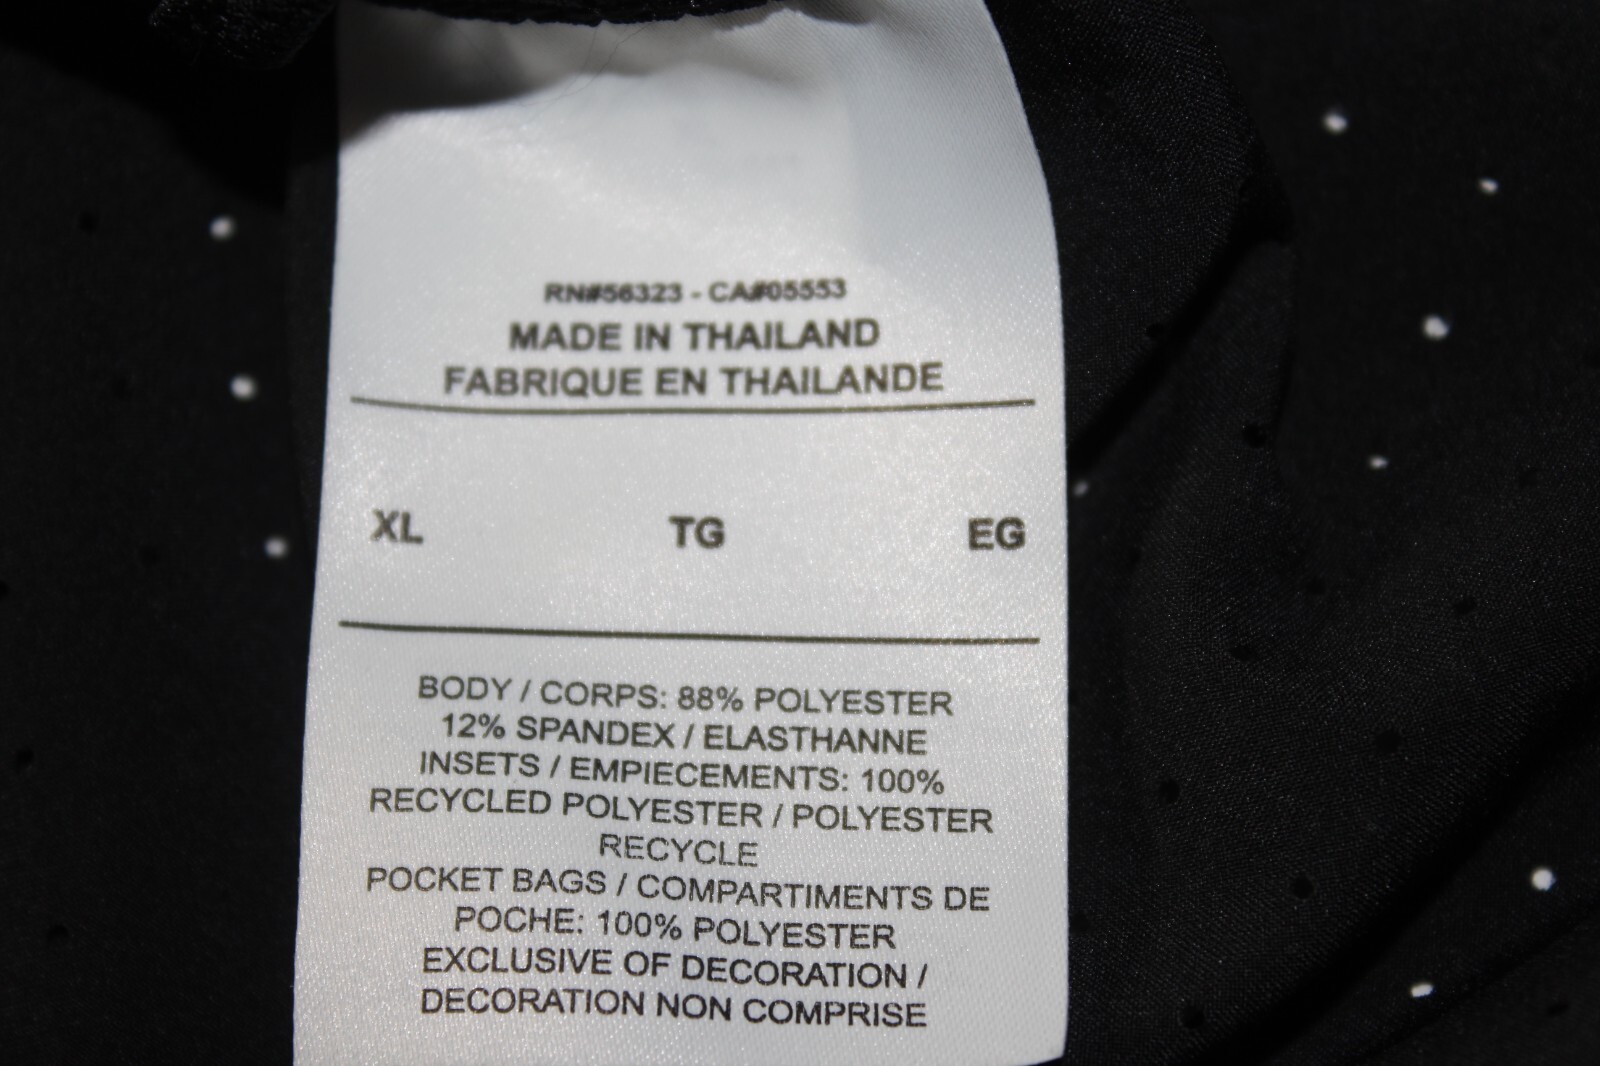 RN#56323 - CA#05553
MADE IN THAILAND
FABRIQUE EN THAILANDE
XL TG EG
BODY / CORPS: 88% POLYESTER
12% SPANDEX / ELASTHANNE
INSETS / EMPIECEMENTS: 100%
RECYCLED POLYESTER / POLYESTER
RECYCLE
POCKET BAGS / COMPARTIMENTS DE
POCHE: 100% POLYESTER
EXCLUSIVE OF DECORATION /
DECORATION NON COMPRISE